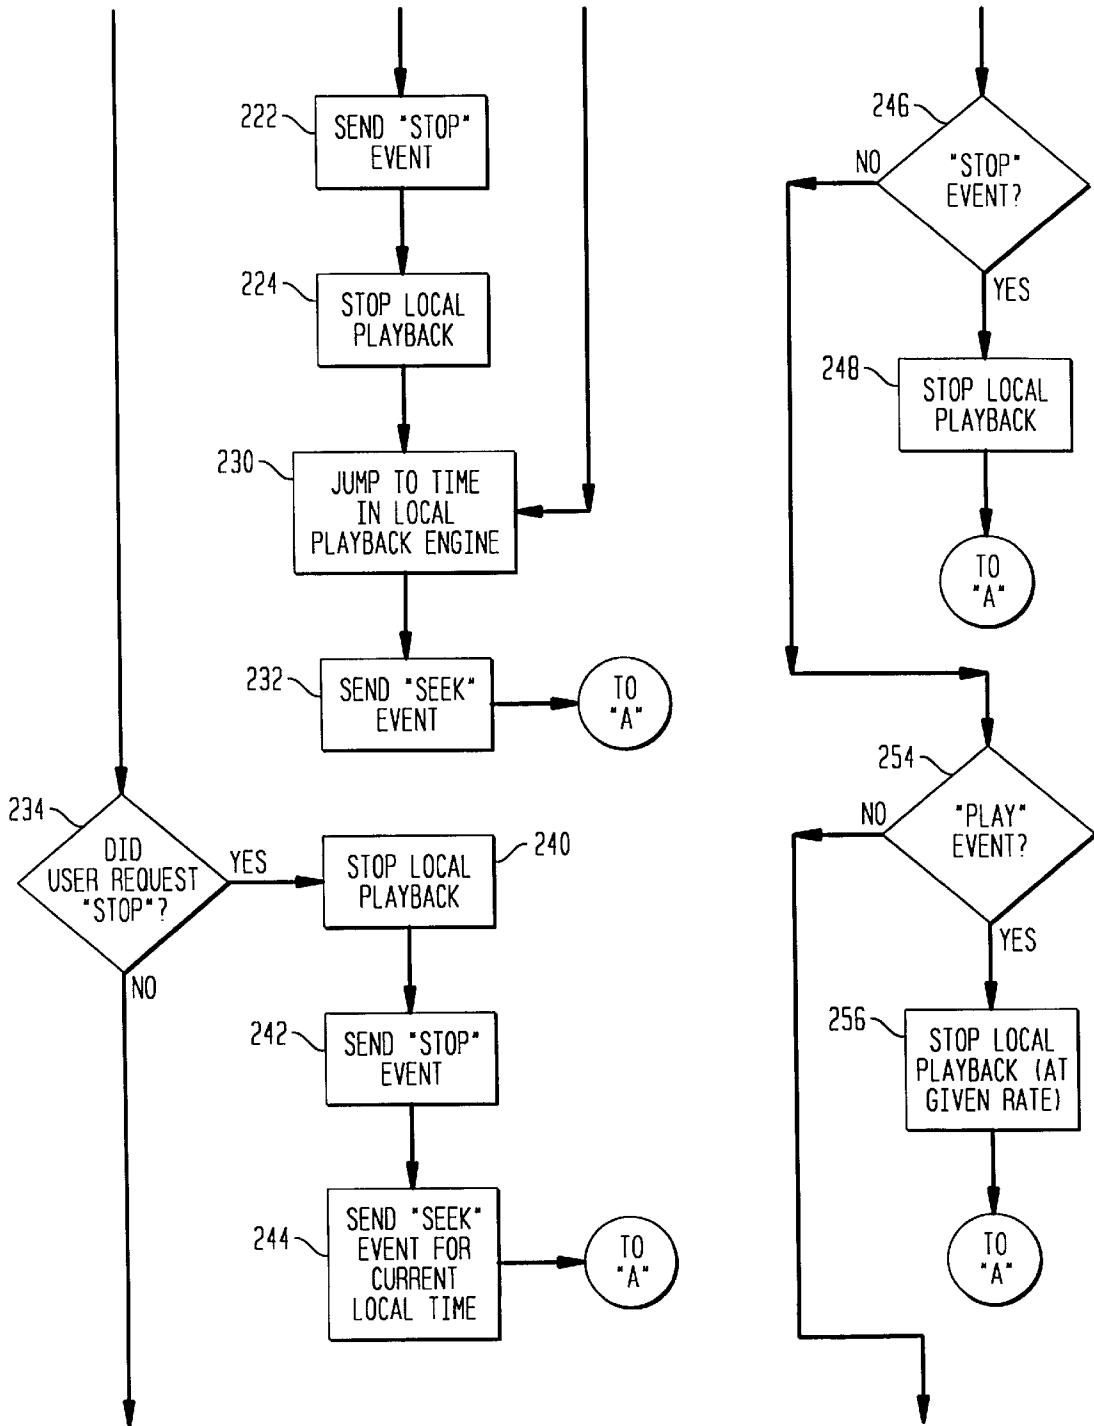 222
SEND "STOP"
EVENT
224
STOP LOCAL
PLAYBACK
230
JUMP TO TIME
IN LOCAL
PLAYBACK ENGINE
232
SEND "SEEK"
EVENT
TO
"A"
234
DID
USER REQUEST
"STOP"?
YES
NO
240
STOP LOCAL
PLAYBACK
242
SEND "STOP"
EVENT
244
SEND "SEEK"
EVENT FOR
CURRENT
LOCAL TIME
TO
"A"
246
"STOP"
EVENT?
NO
YES
248
STOP LOCAL
PLAYBACK
TO
"A"
254
"PLAY"
EVENT?
NO
YES
256
STOP LOCAL
PLAYBACK (AT
GIVEN RATE)
TO
"A"